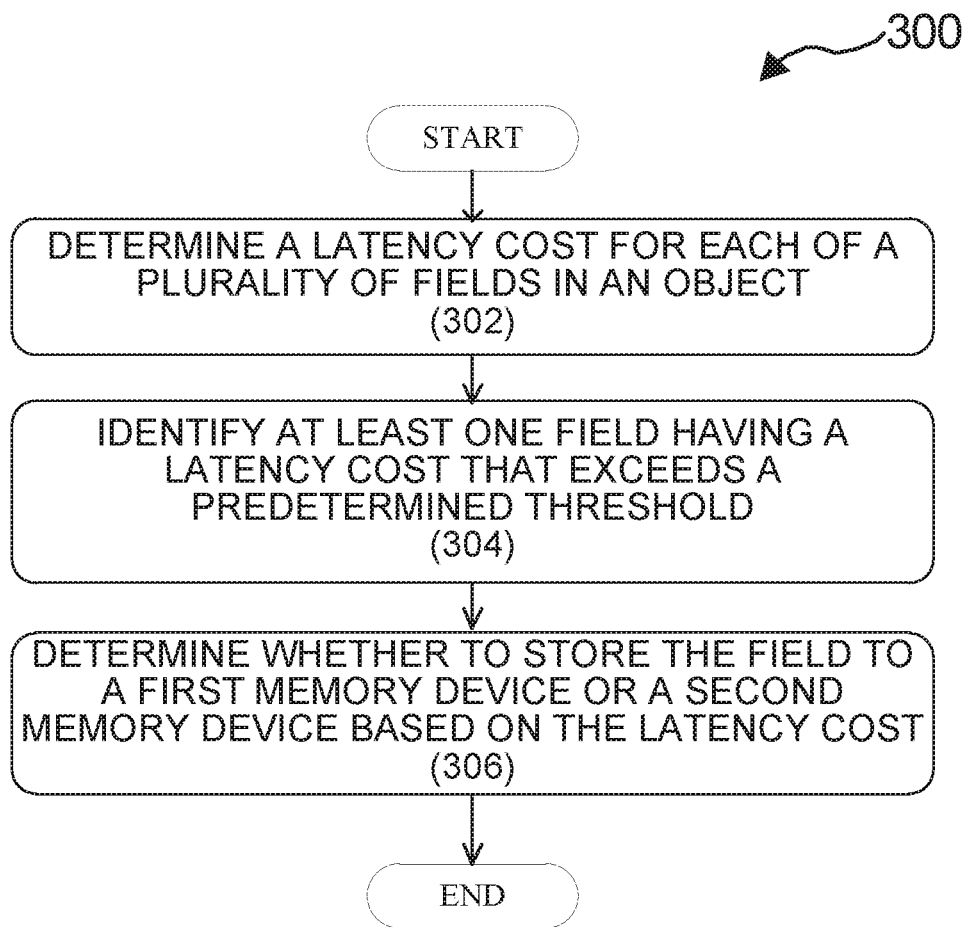 300
START
DETERMINE A LATENCY COST FOR EACH OF A
PLURALITY OF FIELDS IN AN OBJECT
(302)
IDENTIFY AT LEAST ONE FIELD HAVING A
LATENCY COST THAT EXCEEDS A
PREDETERMINED THRESHOLD
(304)
DETERMINE WHETHER TO STORE THE FIELD TO
A FIRST MEMORY DEVICE OR A SECOND
MEMORY DEVICE BASED ON THE LATENCY COST
(306)
END